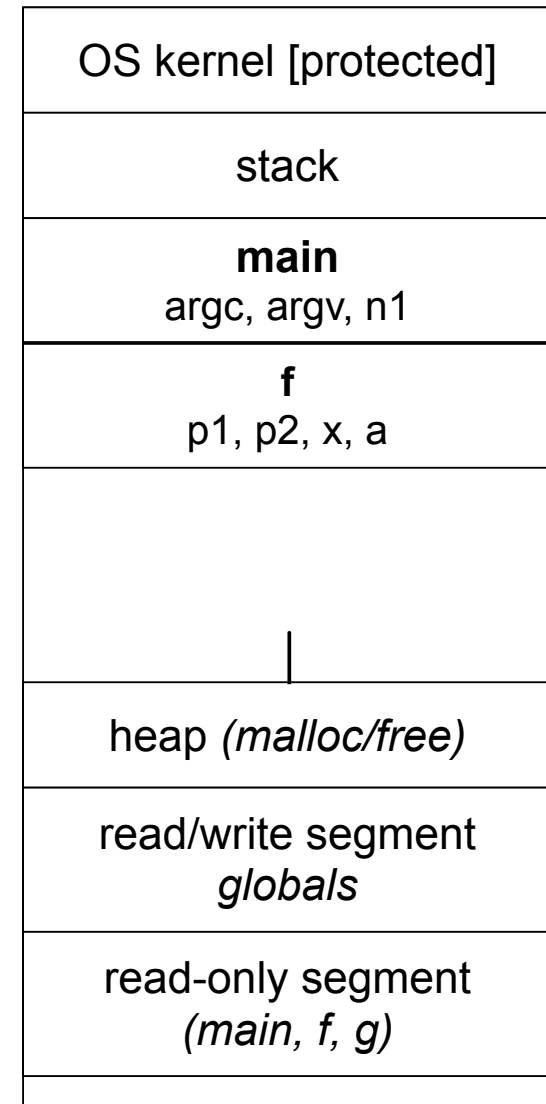 OS kernel [protected]
stack
main
argc, argv, n1
f
p1, p2, x, a
heap (malloc/free)
read/write segment
globals
read-only segment
(main, f, g)